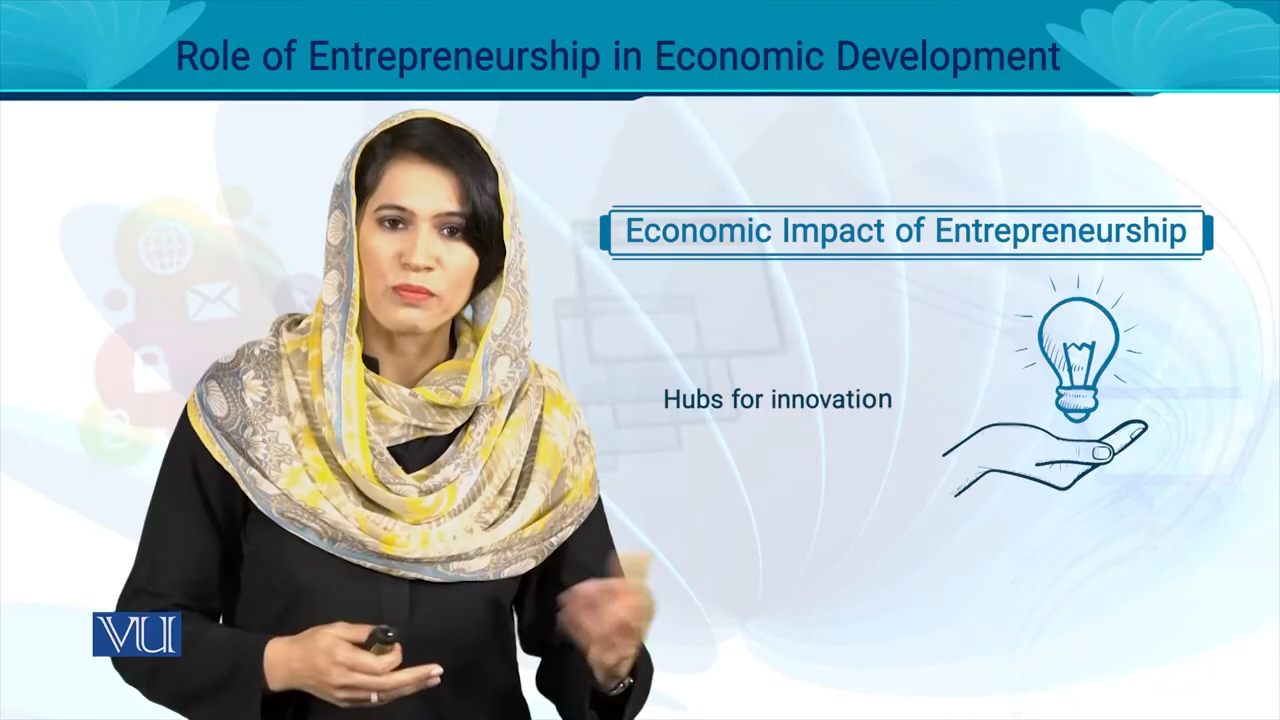 Role of Entrepreneurship in Economic Development
Economic Impact of Entrepreneurship
Hubs for innovation
VU